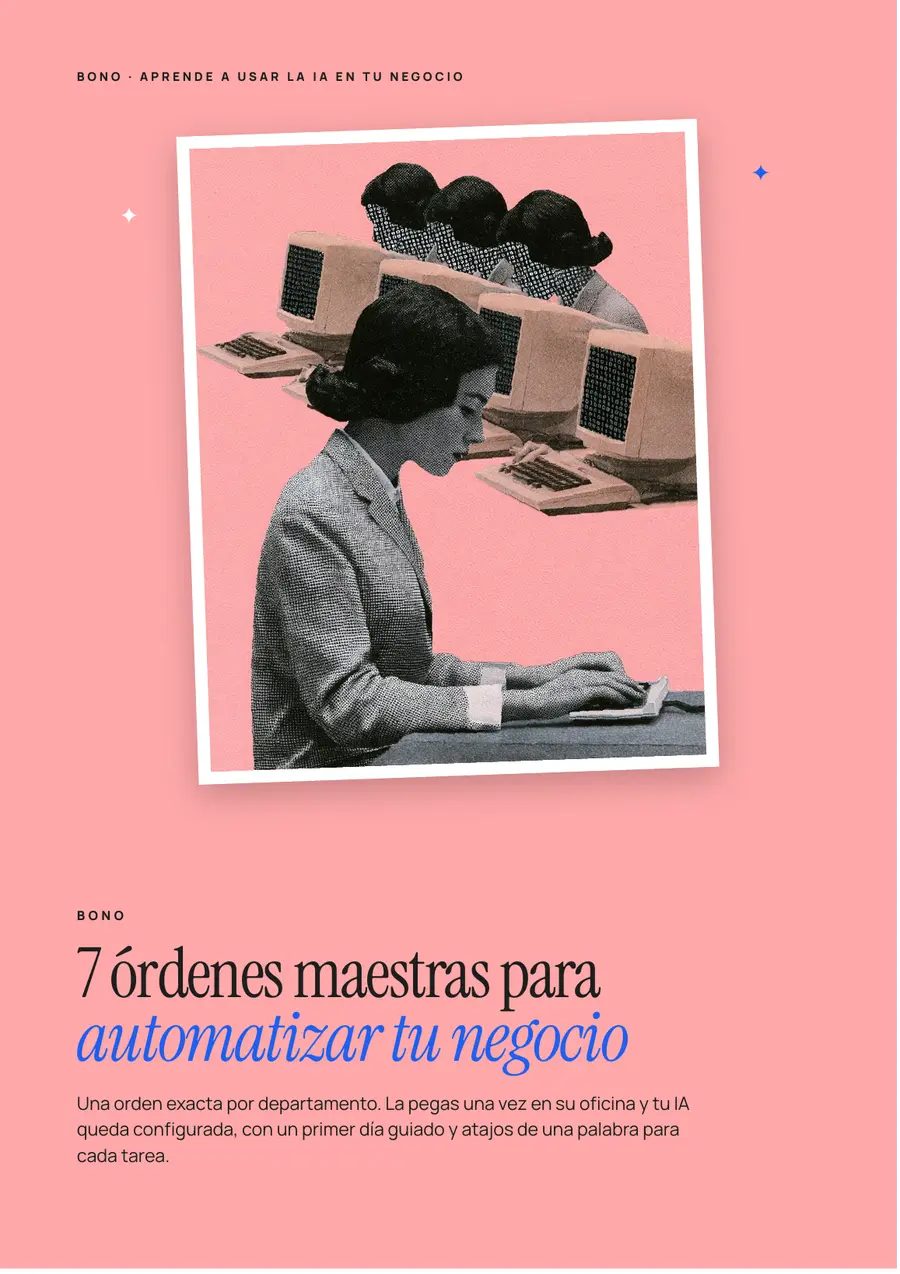 BONO · APRENDE A USAR LA IA EN TU NEGOCIO
BONO
7 órdenes maestras para
automatizar tu negocio
Una orden exacta por departamento. La pegas una vez en su oficina y tu IA
queda configurada, con un primer día guiado y atajos de una palabra para
cada tarea.